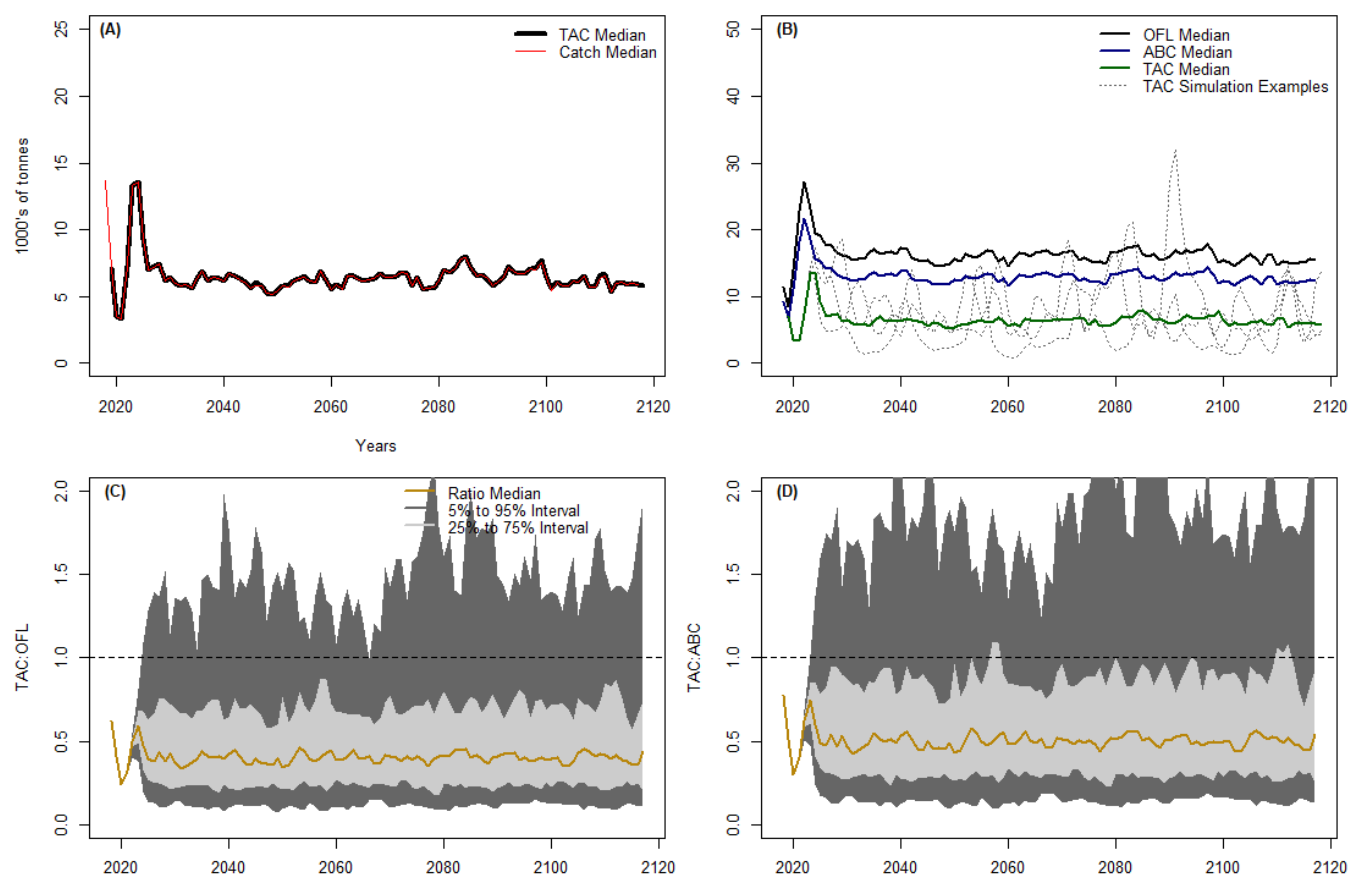 (A)
TAC Median
Catch Median
25
20
15
10
5
0
1000's of tonnes
2020 2040 2060 2080 2100 2120
Years
(B)
OFL Median
ABC Median
TAC Median
TAC Simulation Examples
50
40
30
20
10
0
2020 2040 2060 2080 2100 2120
(C)
Ratio Median
5% to 95% Interval
25% to 75% Interval
2.0
1.5
1.0
0.5
0.0
TAC:OFL
2020 2040 2060 2080 2100 2120
(D)
2.0
1.5
1.0
0.5
0.0
TAC:ABC
2020 2040 2060 2080 2100 2120